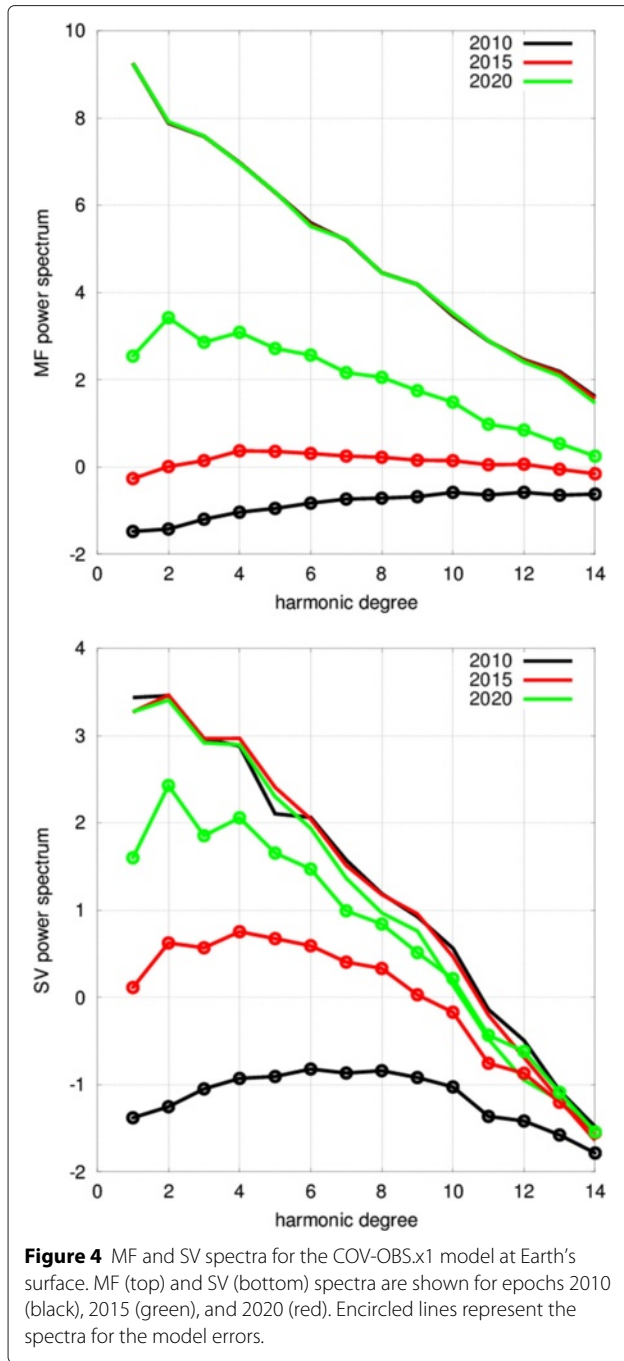 10
8
6
4
2
0
-2
MF power spectrum
2010
2015
2020
0 2 4 6 8 10 12 14
harmonic degree
4
3
2
1
0
-1
-2
SV power spectrum
2010
2015
2020
0 2 4 6 8 10 12 14
harmonic degree
Figure 4 MF and SV spectra for the COV-OBS.x1 model at Earth's
surface. MF (top) and SV (bottom) spectra are shown for epochs 2010
(black), 2015 (green), and 2020 (red). Encircled lines represent the
spectra for the model errors.